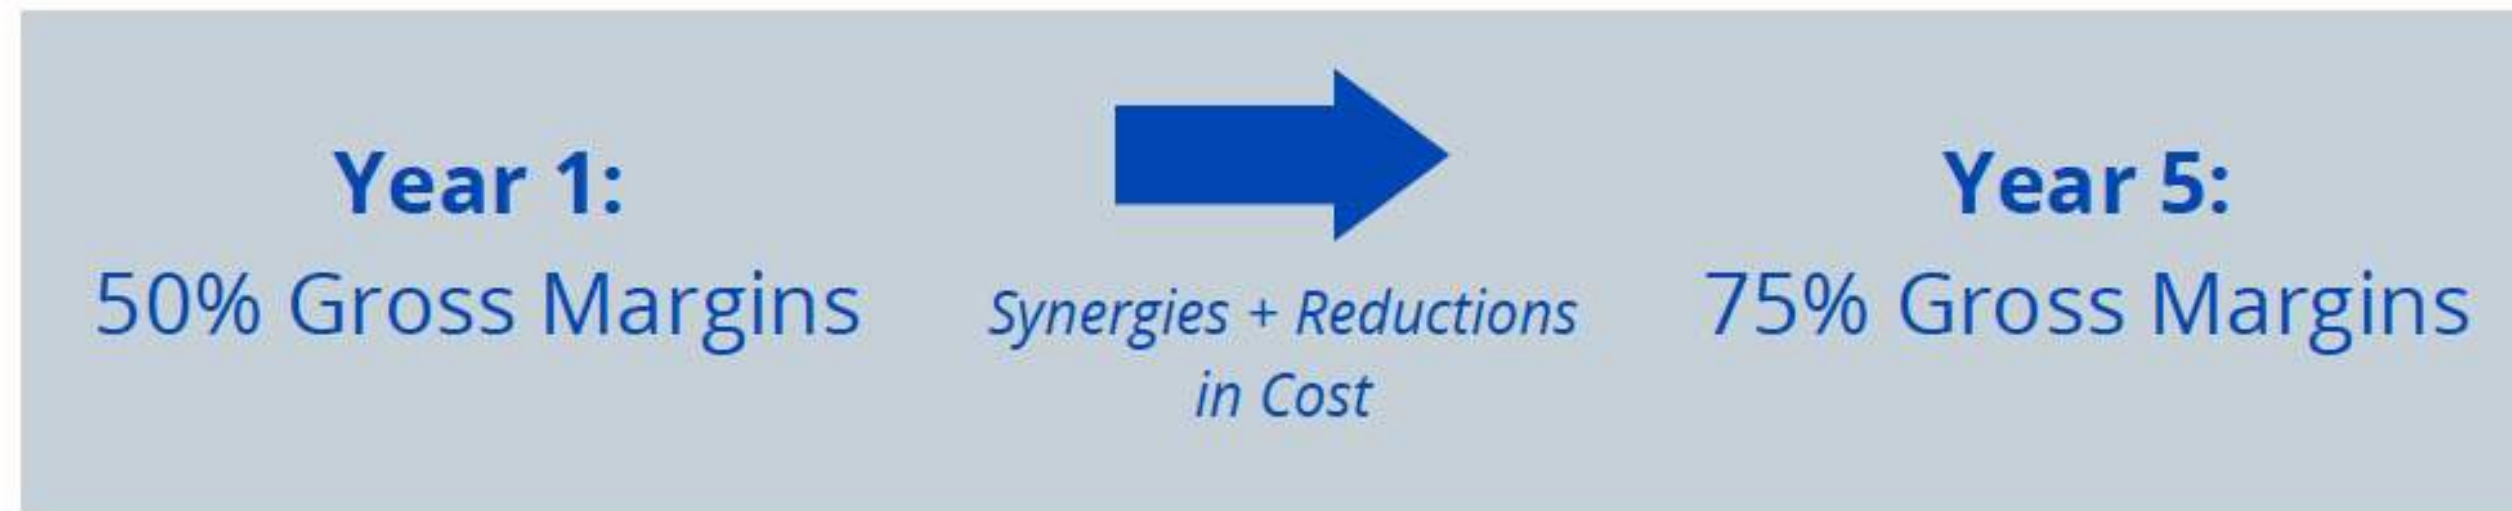 Year 1:
50% Gross Margins
Synergies + Reductions
in Cost
Year 5:
75% Gross Margins